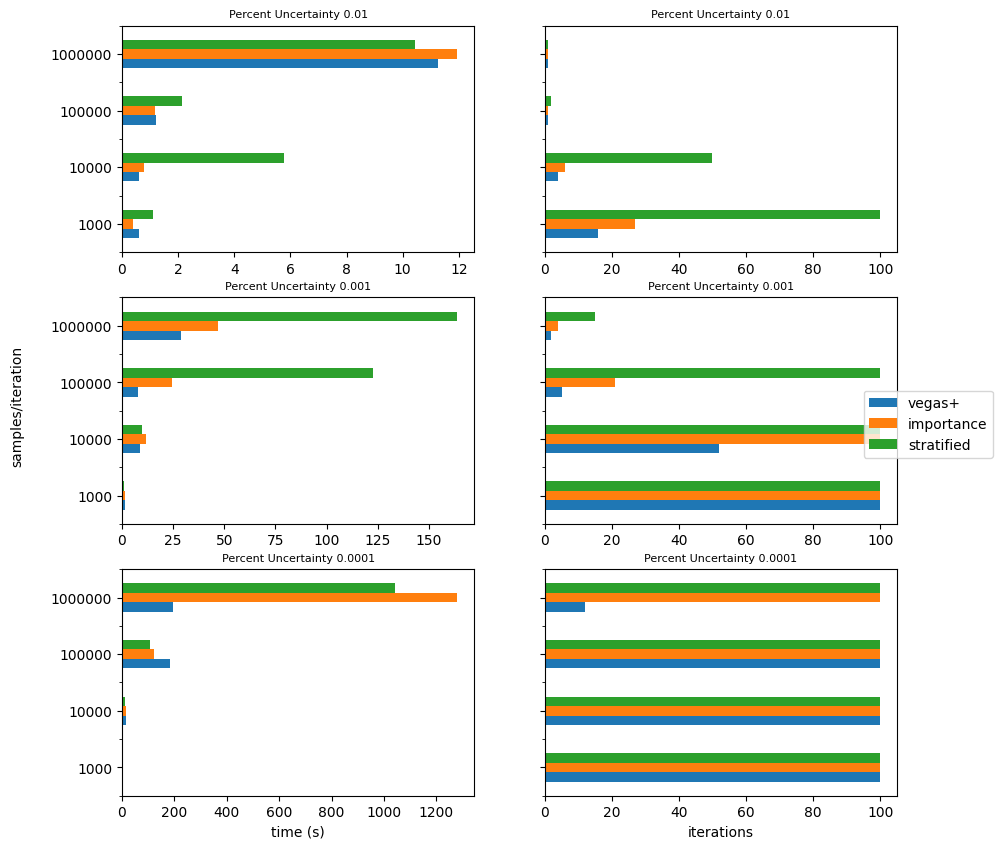 Percent Uncertainty 0.01
Percent Uncertainty 0.01
1000000
100000
10000
1000
0 2 4 6 8 10 12
0 20 40 60 80 100
Percent Uncertainty 0.001
Percent Uncertainty 0.001
samples/iteration
1000000
100000
10000
1000
0 25 50 75 100 125 150
0 20 40 60 80 100
vegas+
importance
stratified
Percent Uncertainty 0.0001
Percent Uncertainty 0.0001
1000000
100000
10000
1000
0 200 400 600 800 1000 1200
0 20 40 60 80 100
time (s)
iterations